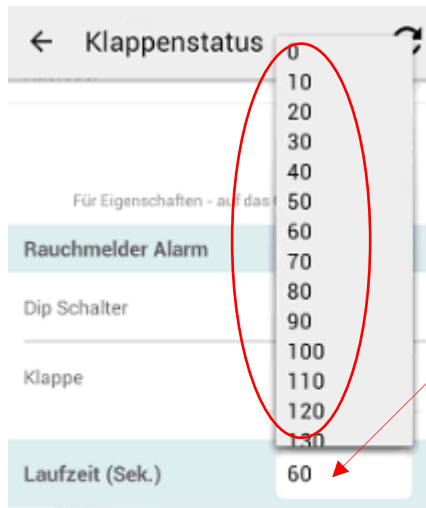 Klappenstatus
0
10
20
30
40
50
60
70
80
90
100
110
120
130
Für Eigenschaften - auf das
Rauchmelder Alarm
Dip Schalter
Klappe
Laufzeit (Sek.)
60